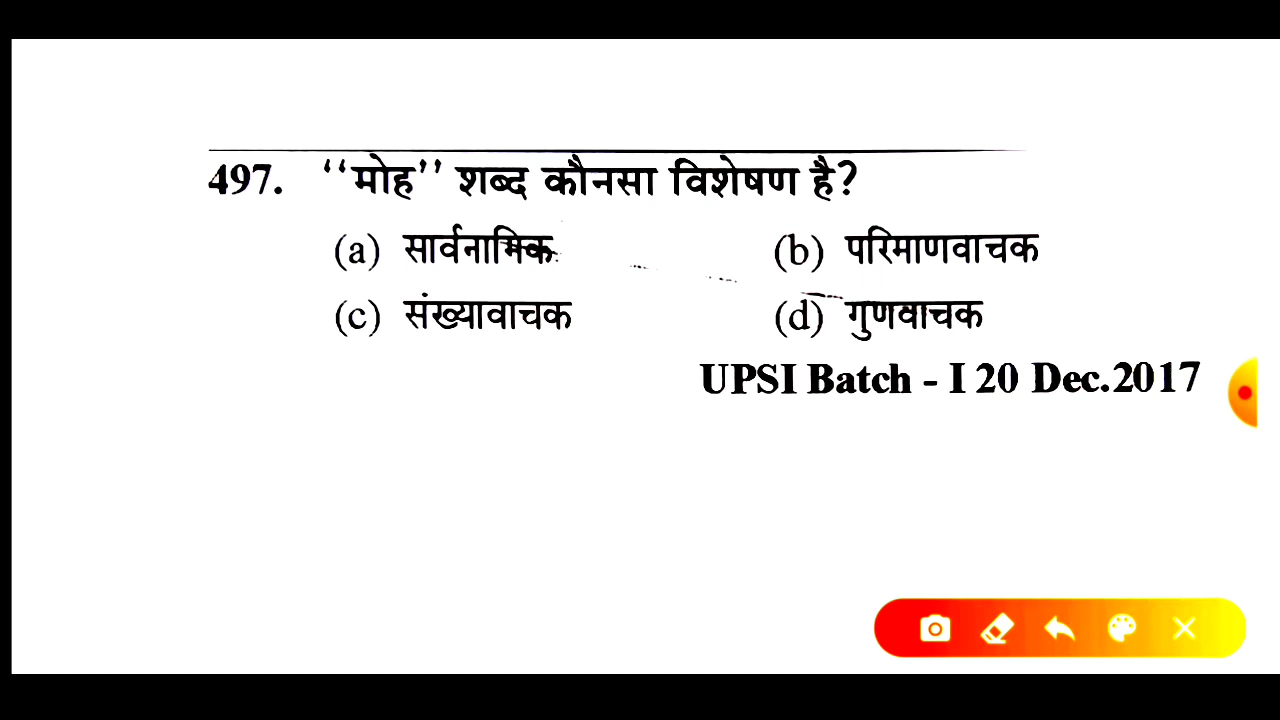 497. ‘‘मोह’’ शब्द कौनसा विशेषण है?
(a) सार्वनामिक (b) परिमाणवाचक
(c) संख्यावाचक (d) गुणवाचक
UPSI Batch - I 20 Dec.2017